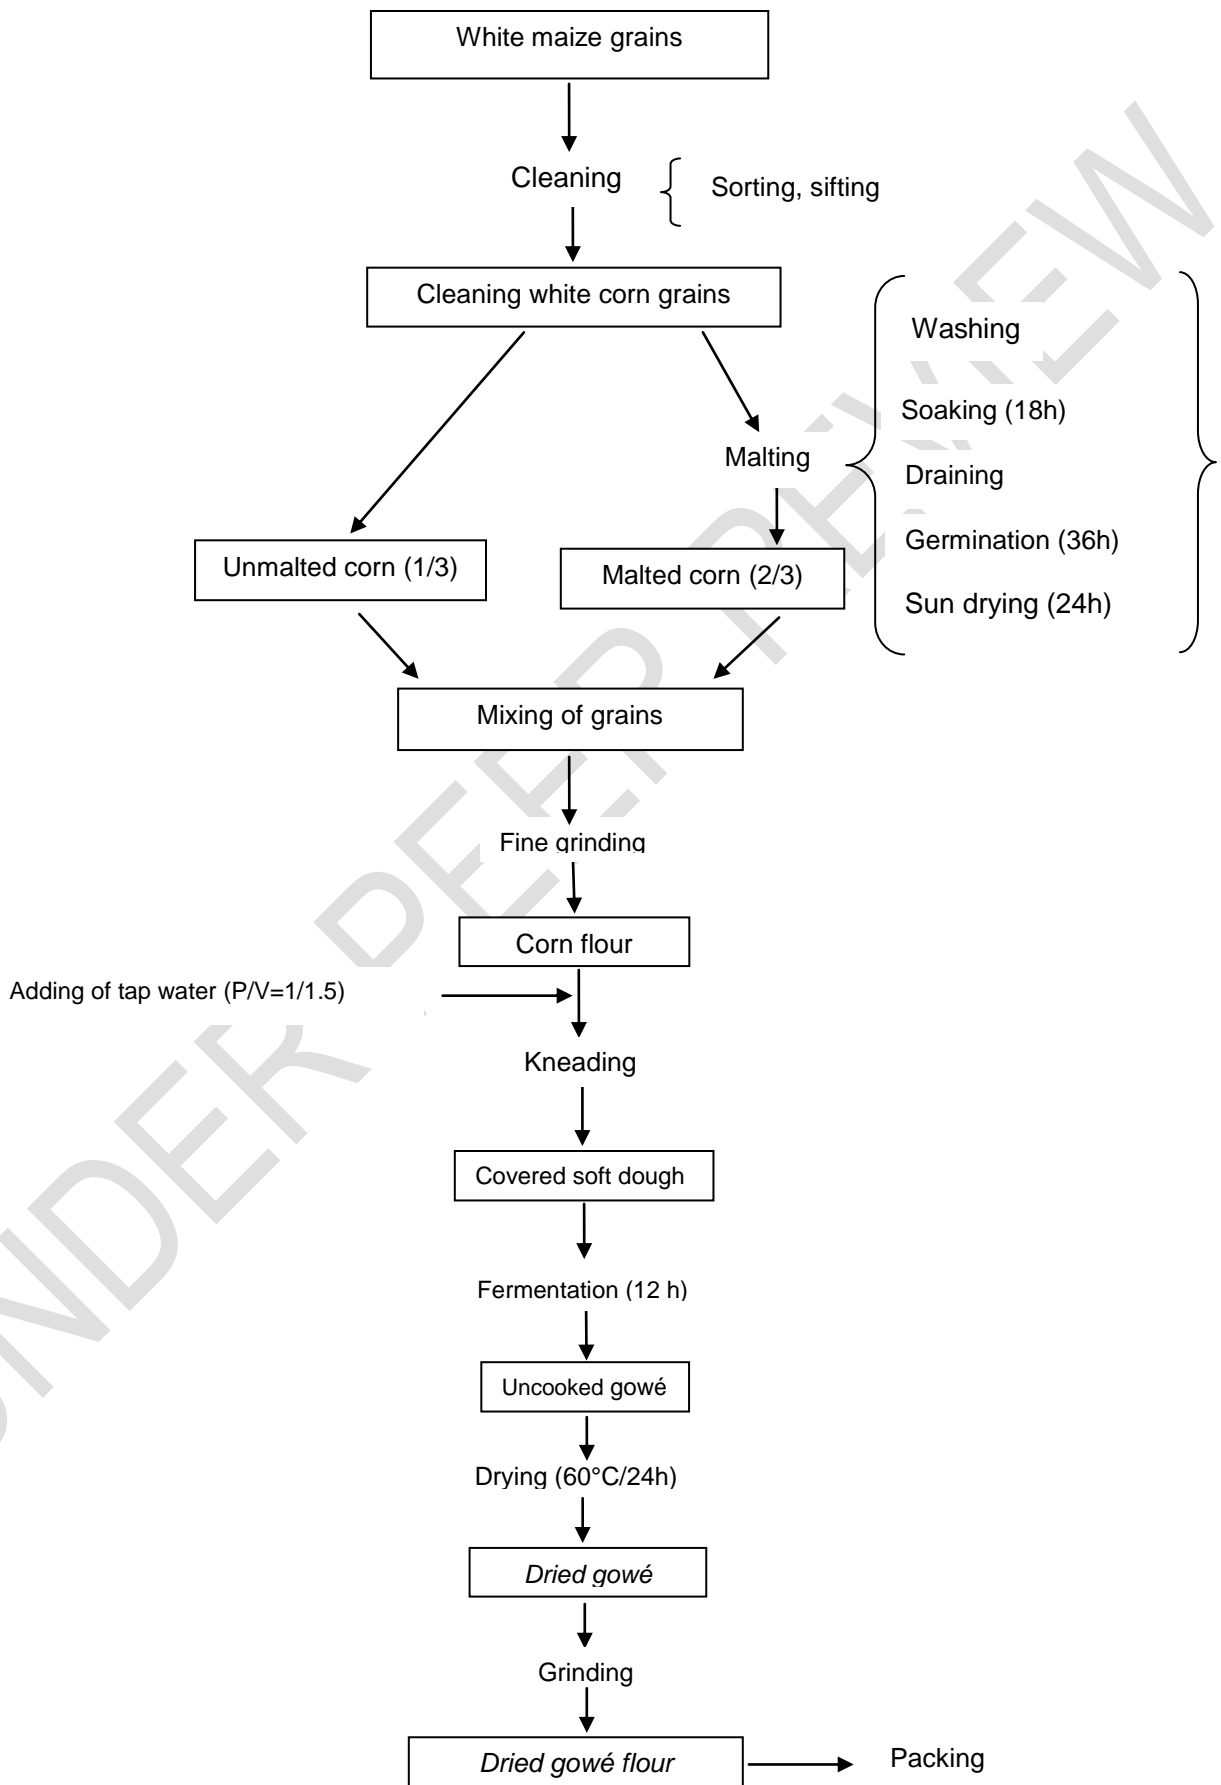 White maize grains
Cleaning
Sorting, sifting
Cleaning white corn grains
Washing
Soaking (18h)
Malting
Draining
Germination (36h)
Unmalted corn (1/3)
Malted corn (2/3)
Sun drying (24h)
Mixing of grains
Fine grinding
Corn flour
Adding of tap water (P/V=1/1.5)
Kneading
Covered soft dough
Fermentation (12 h)
Uncooked gowé
Drying (60°C/24h)
Dried gowé
Grinding
Dried gowé flour
Packing
UNDER PEER REVIEW